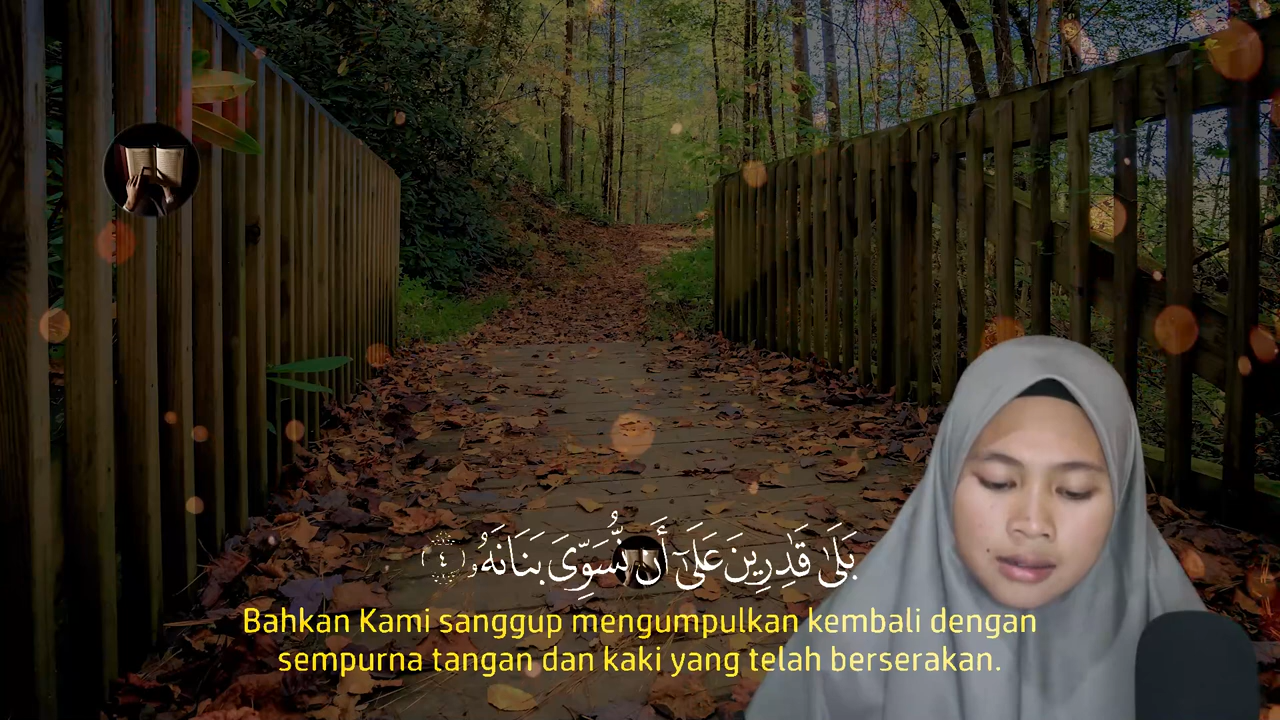 بَلَىٰ قَٰدِرِينَ عَلَىٰٓ أَن نُّسَوِّىَ بَنَانَهُۥ ﴿٤﴾
Bahkan Kami sanggup mengumpulkan kembali dengan
sempurna tangan dan kaki yang telah berserakan.